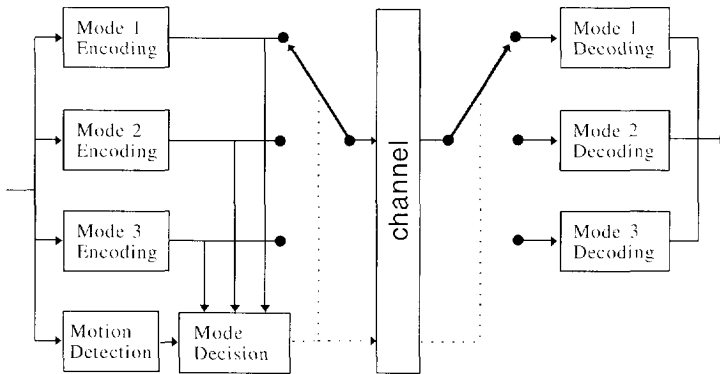 Mode 1
Encoding
Mode 2
Encoding
Mode 3
Encoding
Motion
Detection
Mode
Decision
channel
Mode 1
Decoding
Mode 2
Decoding
Mode 3
Decoding